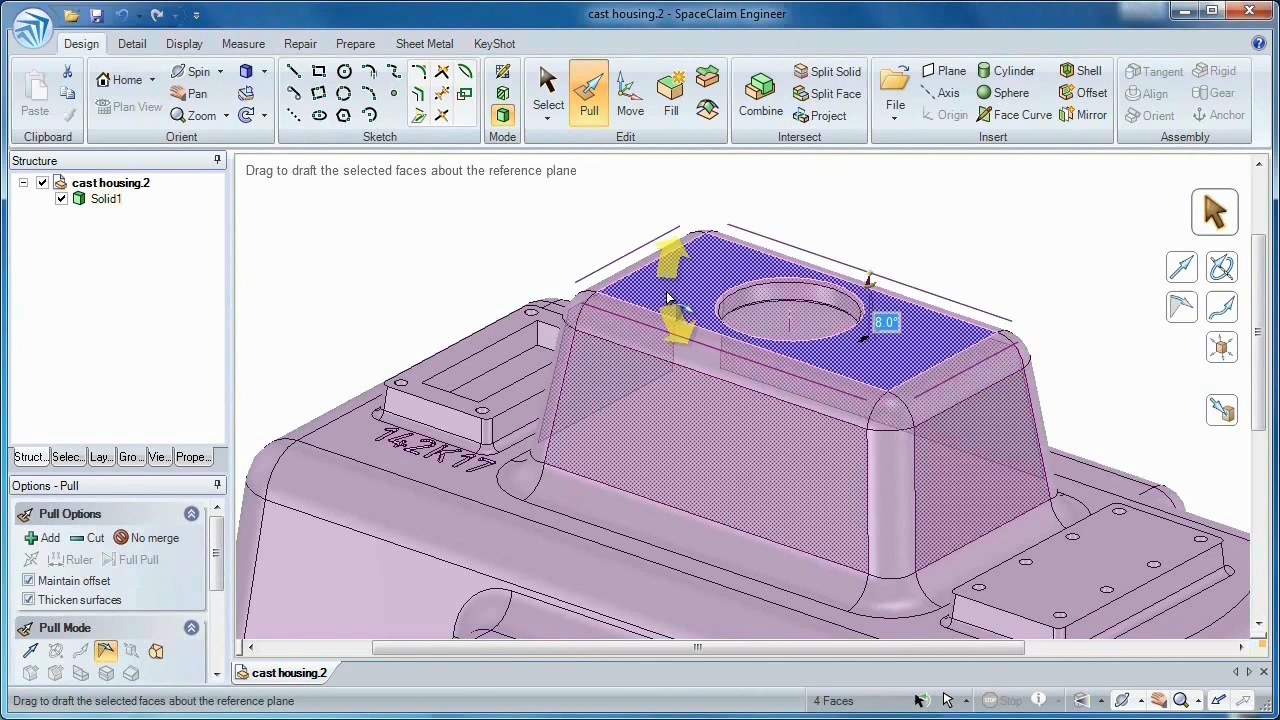 cast housing.2 - SpaceClaim Engineer
Design Detail Display Measure Repair Prepare Assembly Sheet Metal KeyShot
Home Spin Split Solid Plane Cylinder Shell Tangent Rigid
Paste Plan View Pan Select Pull Move Fill Combine Split Face File Axis Sphere Offset Align Gear
Zoom Project Origin Face Curve Mirror Orient Anchor
Clipboard Orient Sketch Mode Edit Intersect Insert Assembly
Structure
Drag to draft the selected faces about the reference plane
cast housing.2
Solid1
8.0°
142K17
Struct... Selec... Lay... Gro... Vie... Prope...
Options - Pull
Pull Options
Add Cut No merge
Ruler Full Pull
Maintain offset
Thicken surfaces
Pull Mode
cast housing.2
Drag to draft the selected faces about the reference plane
4 Faces
Stop